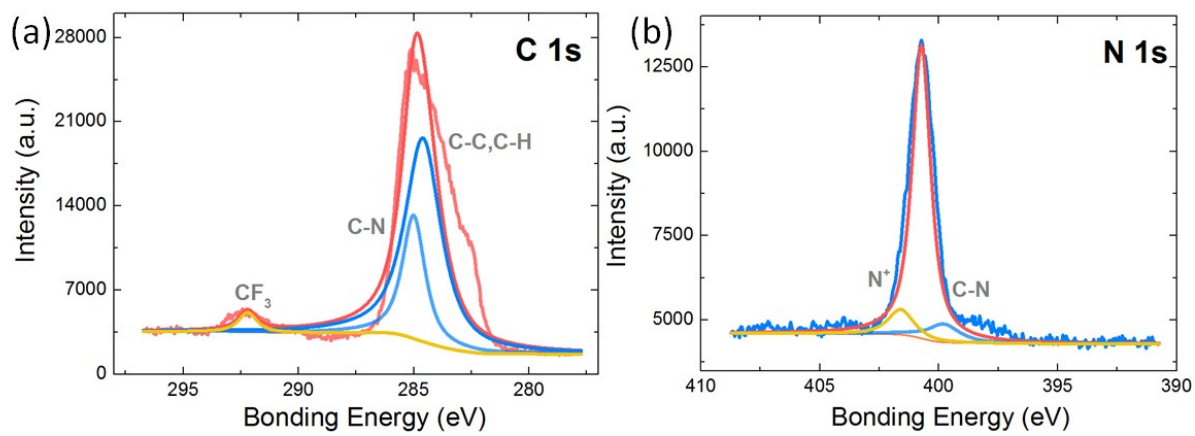 (a)
C 1s
28000
21000
14000
7000
0
Intensity (a.u.)
CF₃
C-N
C-C,C-H
295
290
285
280
Bonding Energy (eV)
(b)
N 1s
12500
10000
7500
5000
Intensity (a.u.)
N⁺
C-N
410
405
400
395
390
Bonding Energy (eV)